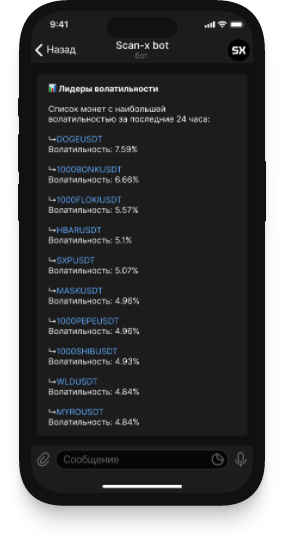 9:41
Назад
Scan-x bot
бот
SX
Лидеры волатильности
Список монет с наибольшей
волатильностью за последние 24 часа:
↪DOGEUSDT
Волатильность: 7.59%
↪1000BONKUSDT
Волатильность: 6.66%
↪1000FLOKIUSDT
Волатильность: 5.57%
↪HBARUSDT
Волатильность: 5.1%
↪SXPUSDT
Волатильность: 5.07%
↪MASKUSDT
Волатильность: 4.96%
↪1000PEPEUSDT
Волатильность: 4.96%
↪1000SHIBUSDT
Волатильность: 4.93%
↪WLDUSDT
Волатильность: 4.84%
↪MYROUSDT
Волатильность: 4.84%
Сообщение